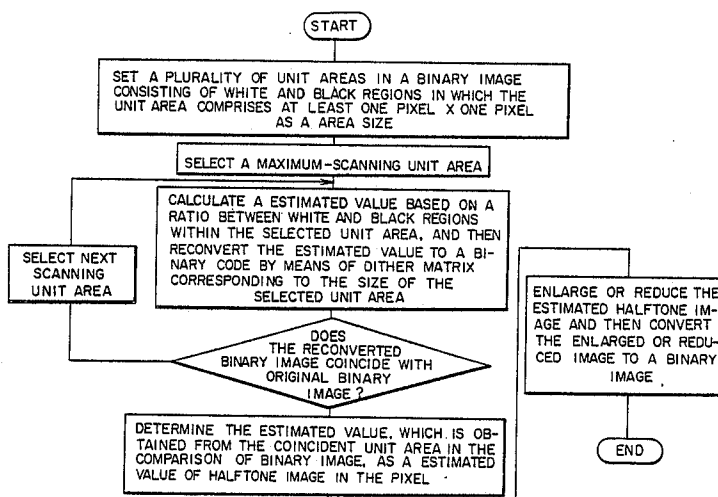 START
SET A PLURALITY OF UNIT AREAS IN A BINARY IMAGE
CONSISTING OF WHITE AND BLACK REGIONS IN WHICH THE
UNIT AREA COMPRISES AT LEAST ONE PIXEL X ONE PIXEL
AS A AREA SIZE
SELECT A MAXIMUM-SCANNING UNIT AREA
CALCULATE A ESTIMATED VALUE BASED ON A
RATIO BETWEEN WHITE AND BLACK REGIONS
WITHIN THE SELECTED UNIT AREA, AND THEN
RECONVERT THE ESTIMATED VALUE TO A BI-
NARY CODE BY MEANS OF DITHER MATRIX
CORRESPONDING TO THE SIZE OF THE
SELECTED UNIT AREA
SELECT NEXT
SCANNING
UNIT AREA
DOES
THE RECONVERTED
BINARY IMAGE COINCIDE WITH
ORIGINAL BINARY
IMAGE ?
DETERMINE THE ESTIMATED VALUE, WHICH IS OB-
TAINED FROM THE COINCIDENT UNIT AREA IN THE
COMPARISON OF BINARY IMAGE, AS A ESTIMATED
VALUE OF HALFTONE IMAGE IN THE PIXEL
ENLARGE OR REDUCE THE
ESTIMATED HALFTONE IM-
AGE AND THEN CONVERT
THE ENLARGED OR REDU-
CED IMAGE TO A BINARY
IMAGE
END